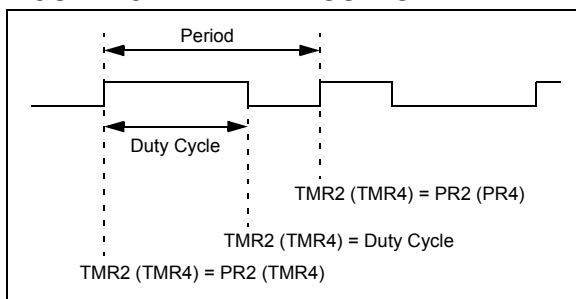 Period
Duty Cycle
TMR2 (TMR4) = PR2 (PR4)
TMR2 (TMR4) = Duty Cycle
TMR2 (TMR4) = PR2 (TMR4)